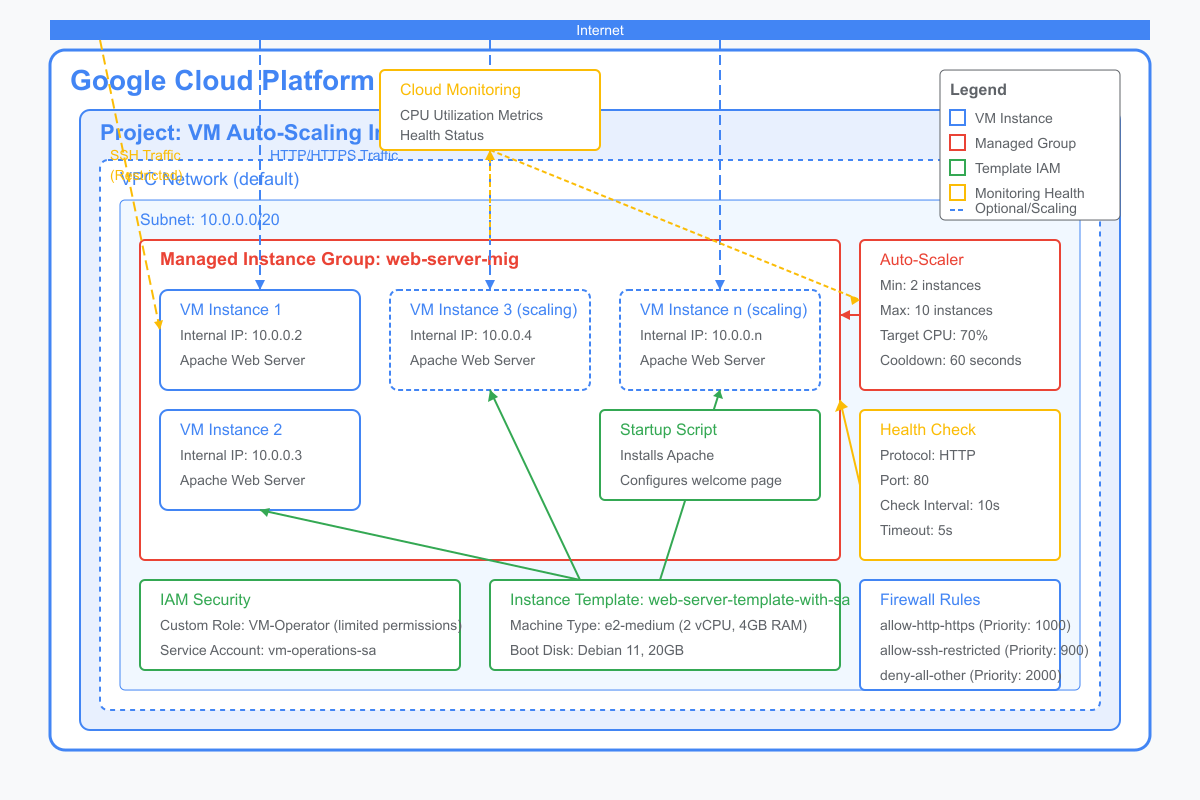 Internet
Google Cloud Platform
Cloud Monitoring
CPU Utilization Metrics
Health Status
Legend
VM Instance
Managed Group
Template IAM
Monitoring Health
Optional/Scaling
Project: VM Auto-Scaling
SSH Traffic
(Restricted)
HTTP/HTTPS Traffic
VPC Network (default)
Subnet: 10.0.0.0/20
Managed Instance Group: web-server-mig
VM Instance 1
Internal IP: 10.0.0.2
Apache Web Server
VM Instance 3 (scaling)
Internal IP: 10.0.0.4
Apache Web Server
VM Instance n (scaling)
Internal IP: 10.0.0.n
Apache Web Server
Auto-Scaler
Min: 2 instances
Max: 10 instances
Target CPU: 70%
Cooldown: 60 seconds
VM Instance 2
Internal IP: 10.0.0.3
Apache Web Server
Startup Script
Installs Apache
Configures welcome page
Health Check
Protocol: HTTP
Port: 80
Check Interval: 10s
Timeout: 5s
IAM Security
Custom Role: VM-Operator (limited permissions)
Service Account: vm-operations-sa
Instance Template: web-server-template-with-sa
Machine Type: e2-medium (2 vCPU, 4GB RAM)
Boot Disk: Debian 11, 20GB
Firewall Rules
allow-http-https (Priority: 1000)
allow-ssh-restricted (Priority: 900)
deny-all-other (Priority: 2000)